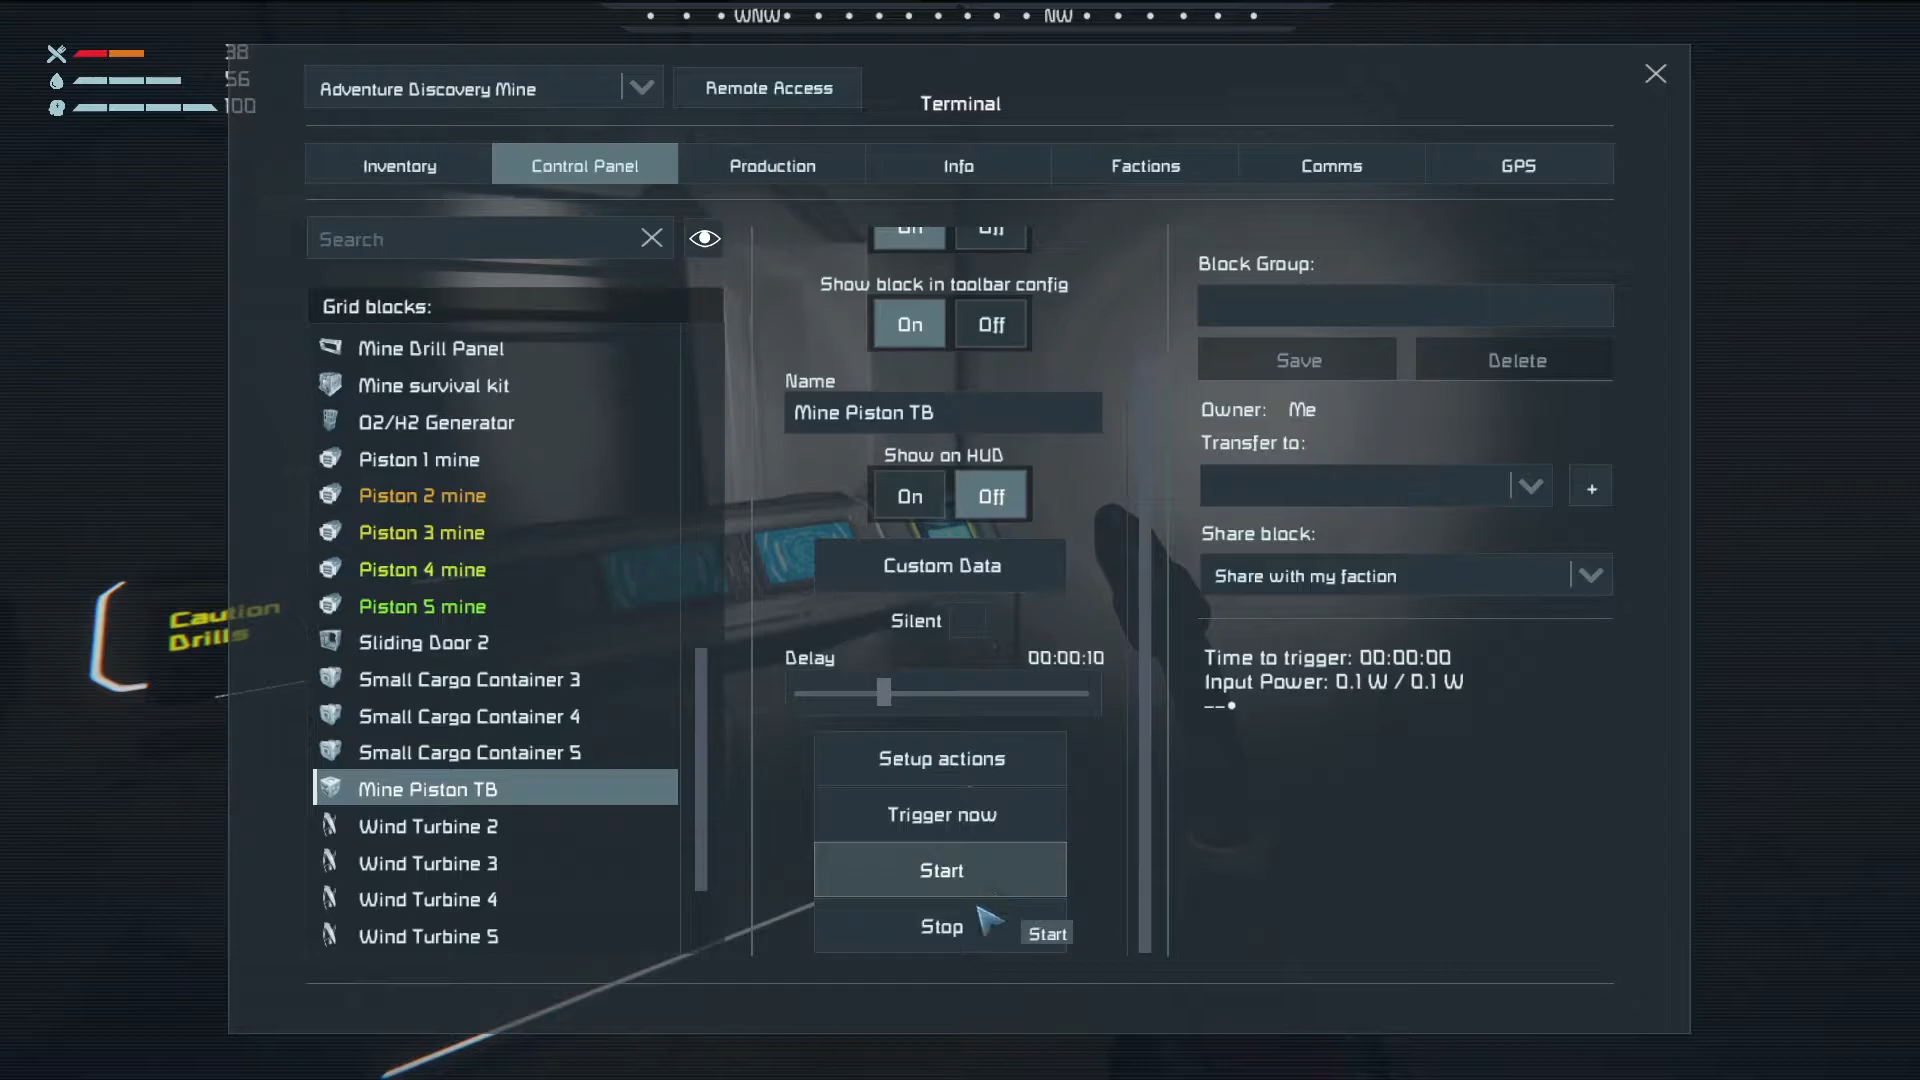 WNW NW
38
56
100
Adventure Discovery Mine
Remote Access
Terminal
Inventory
Control Panel
Production
Info
Factions
Comms
GPS
Search
Grid blocks:
Mine Drill Panel
Mine survival kit
O2/H2 Generator
Piston 1 mine
Piston 2 mine
Piston 3 mine
Piston 4 mine
Piston 5 mine
Sliding Door 2
Small Cargo Container 3
Small Cargo Container 4
Small Cargo Container 5
Mine Piston TB
Wind Turbine 2
Wind Turbine 3
Wind Turbine 4
Wind Turbine 5
Caution
Drills
On Off
Show block in toolbar config
On Off
Name
Mine Piston TB
Show on HUD
On Off
Custom Data
Silent
Delay 00:00:10
Setup actions
Trigger now
Start
Stop
Start
Block Group:
Save Delete
Owner: Me
Transfer to:
+
Share block:
Share with my faction
Time to trigger: 00:00:00
Input Power: 0.1 W / 0.1 W
--•